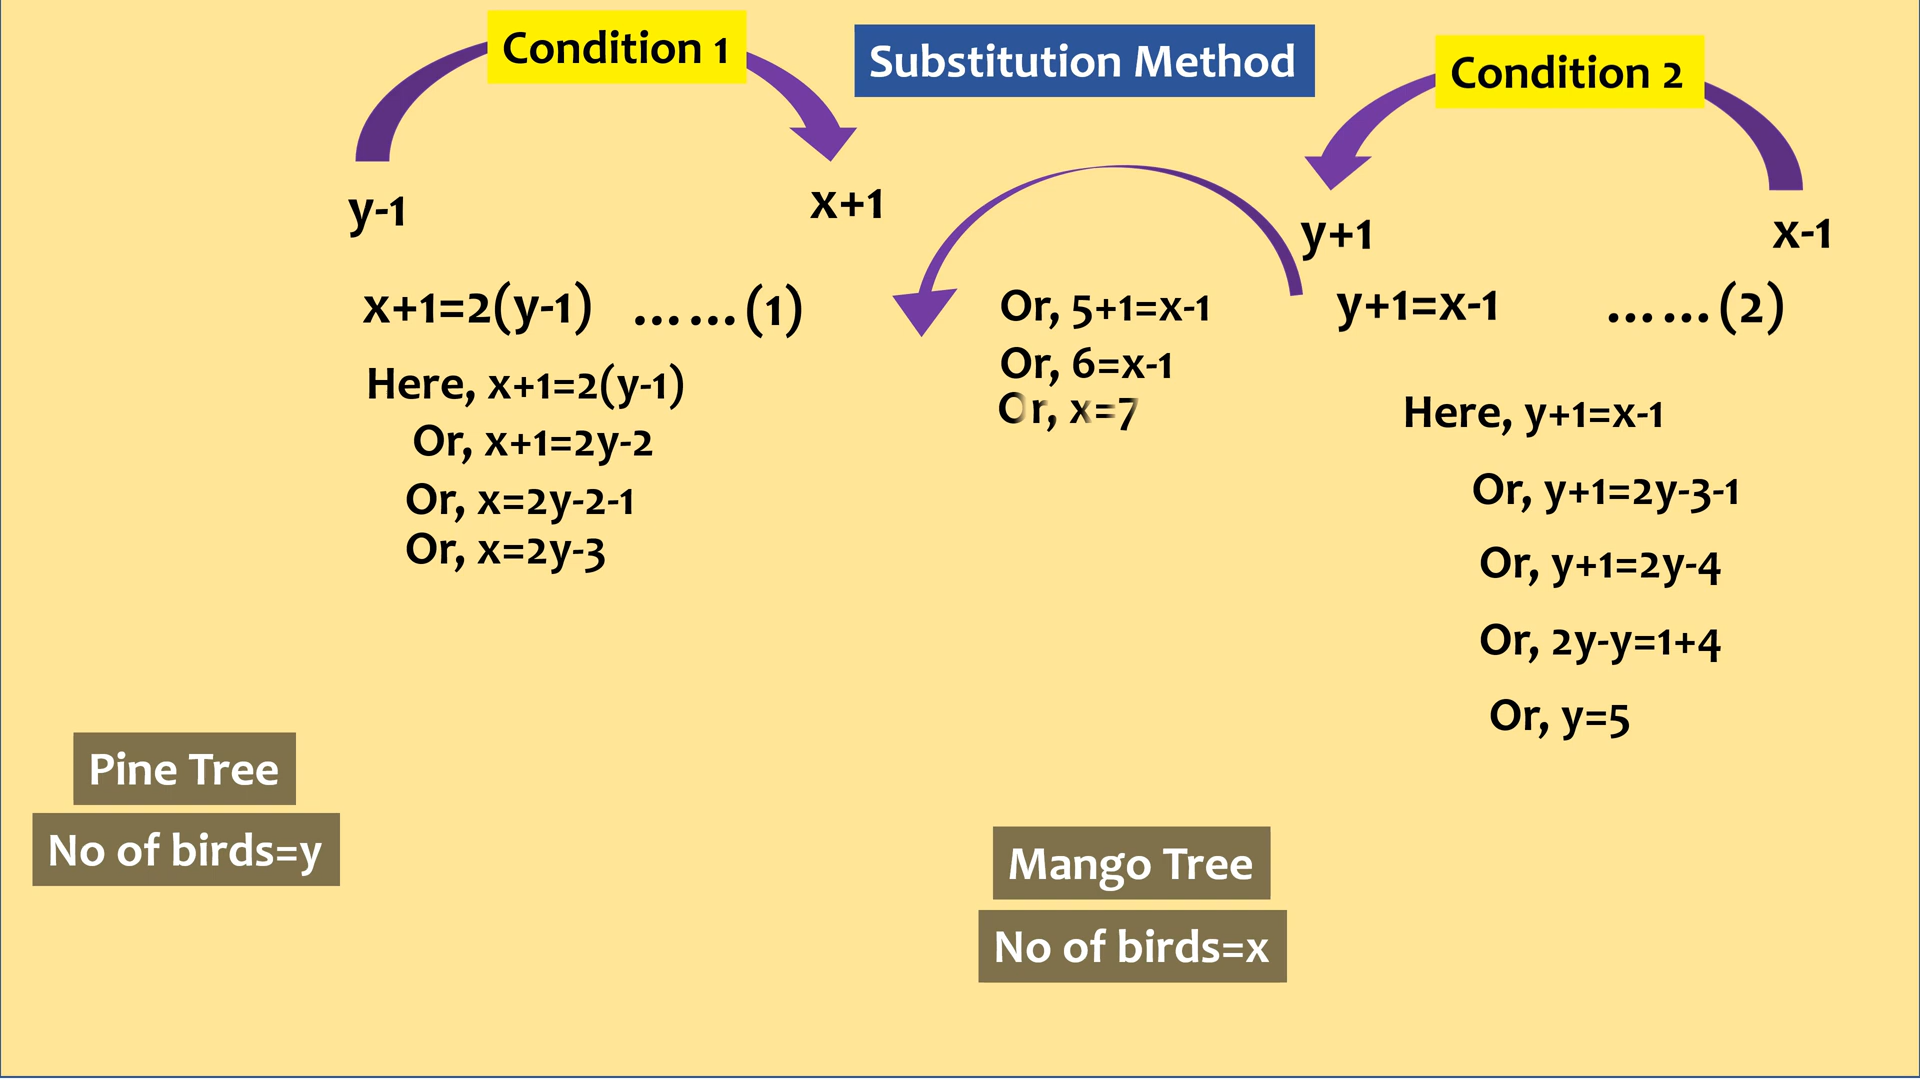 Condition 1
Substitution Method
Condition 2
y-1
x+1
y+1
x-1
x+1=2(y-1) ……(1)
Here, x+1=2(y-1)
Or, x+1=2y-2
Or, x=2y-2-1
Or, x=2y-3
Or, 5+1=x-1
Or, 6=x-1
Or, x=7
y+1=x-1 ……(2)
Here, y+1=x-1
Or, y+1=2y-3-1
Or, y+1=2y-4
Or, 2y-y=1+4
Or, y=5
Pine Tree
No of birds=y
Mango Tree
No of birds=x